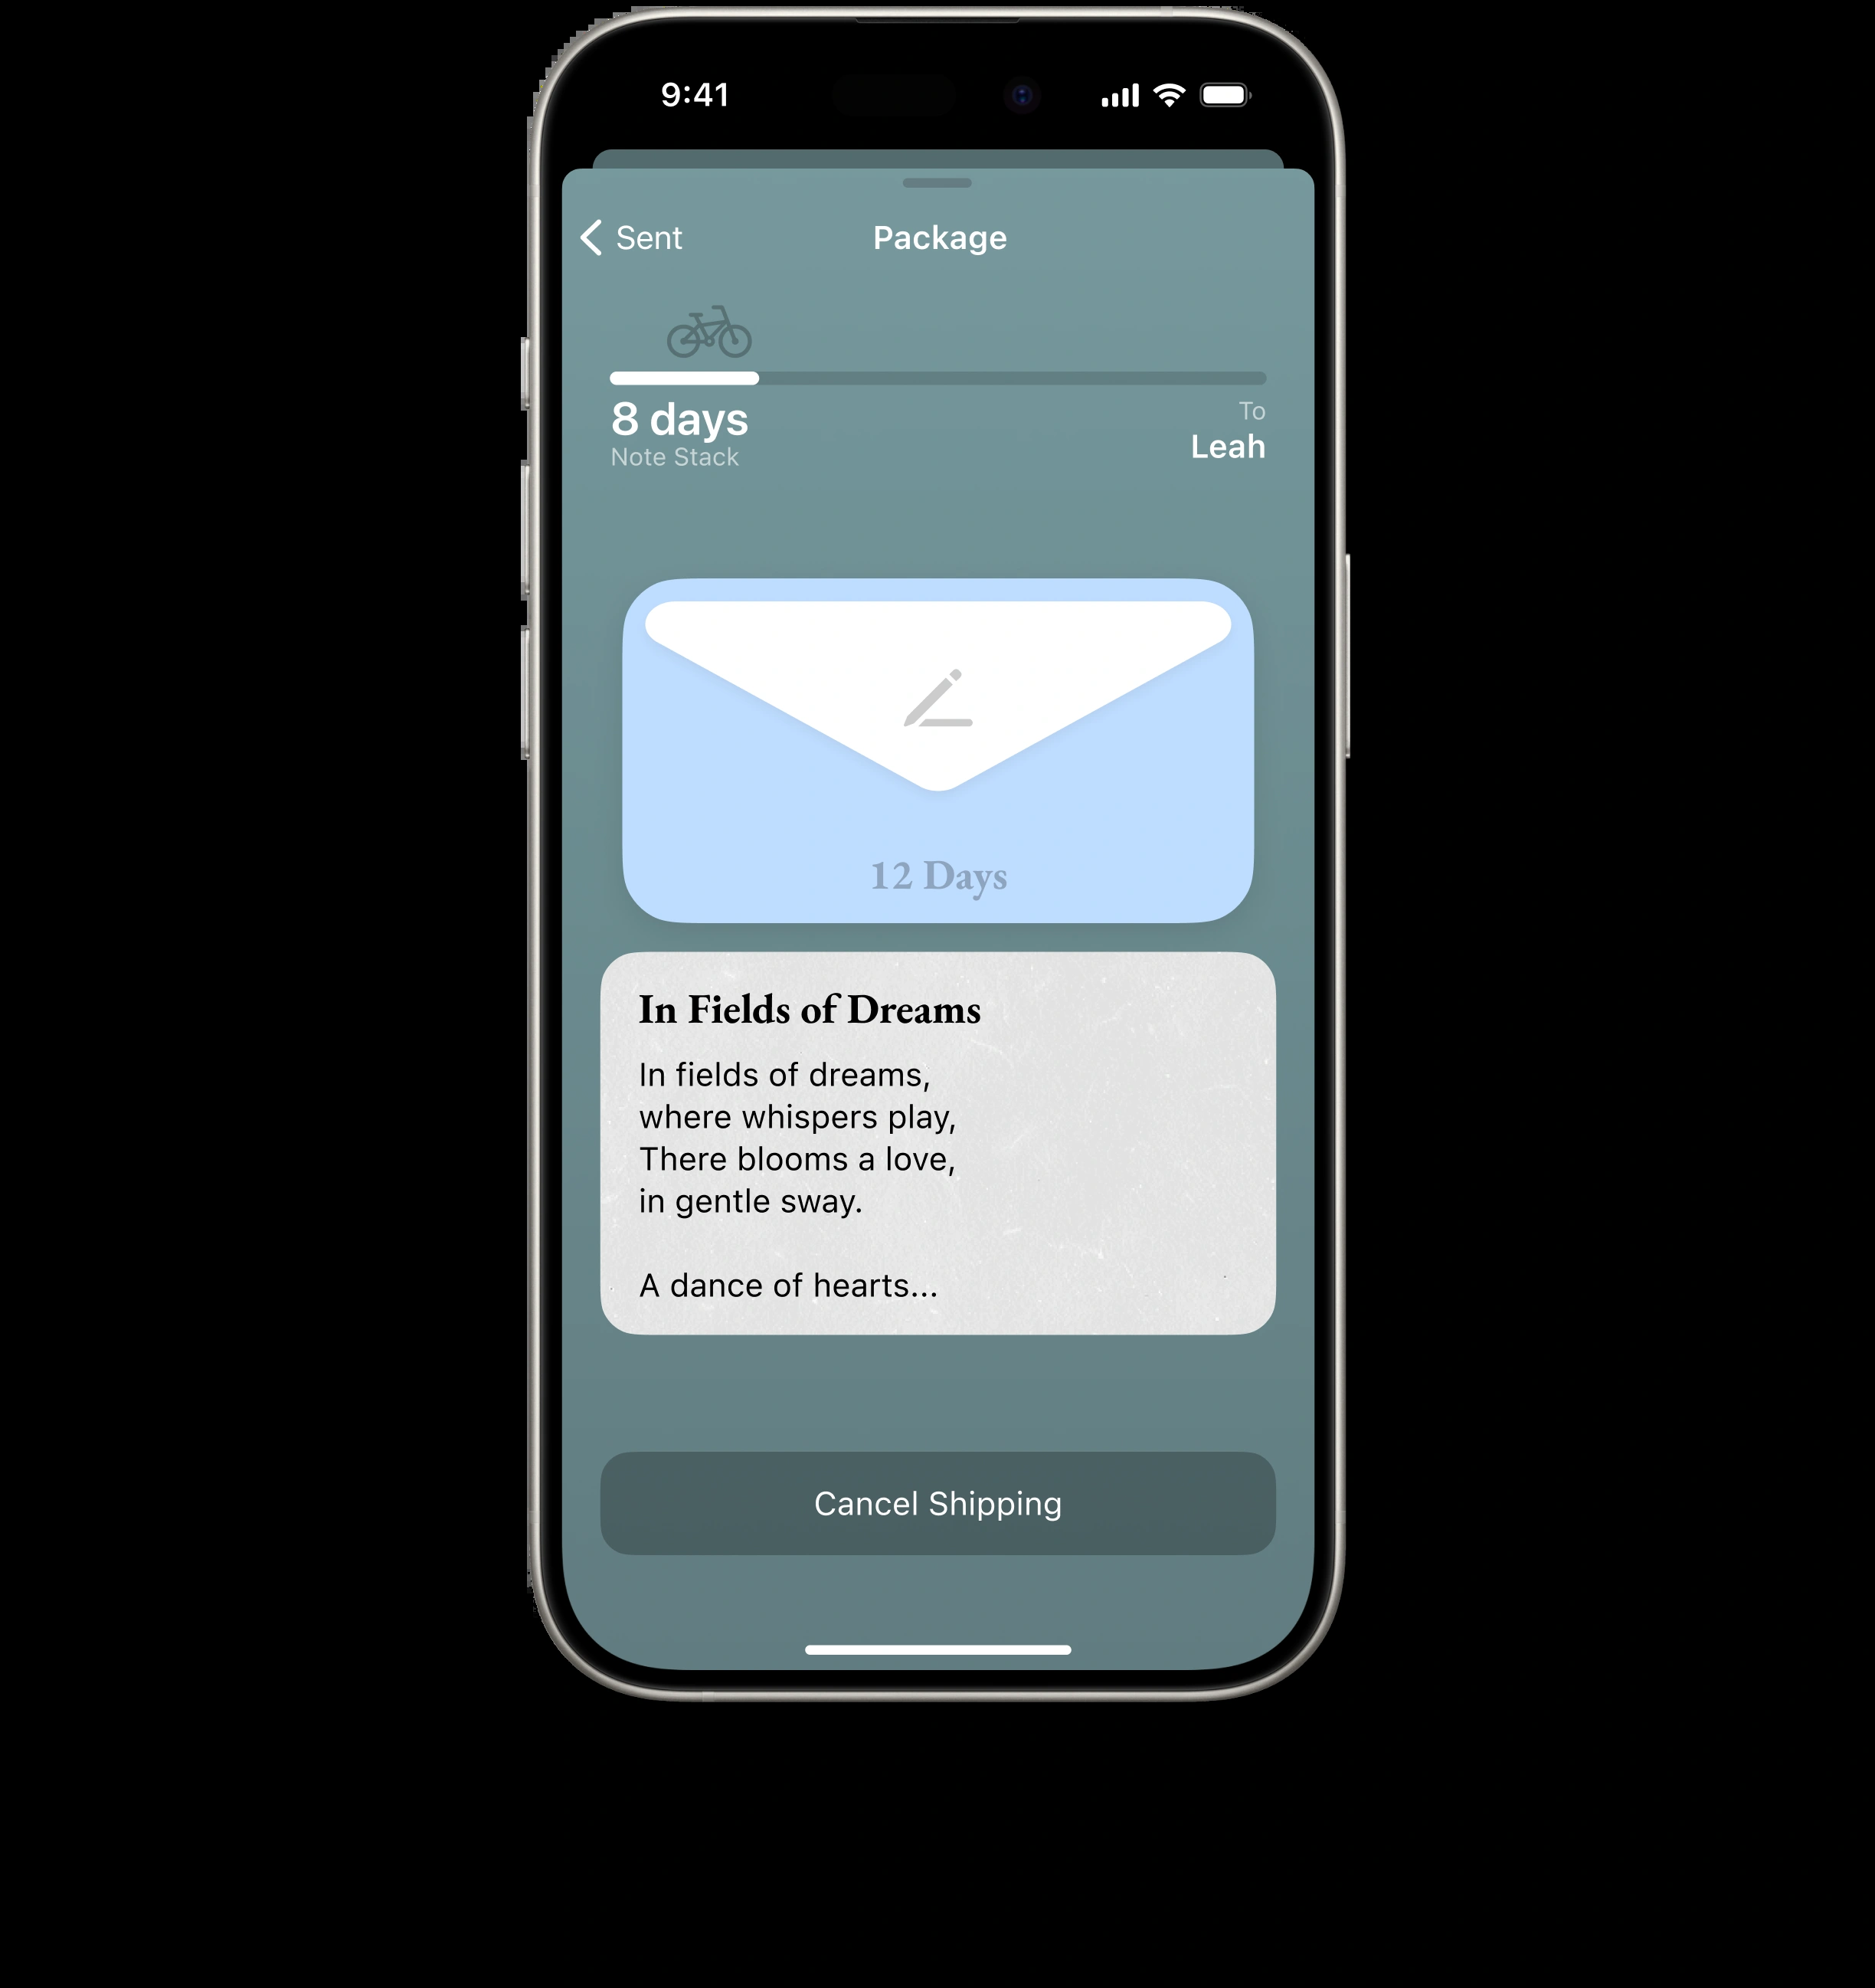 9:41
Sent
Package
8 days
Note Stack
To
Leah
12 Days
In Fields of Dreams
In fields of dreams,
where whispers play,
There blooms a love,
in gentle sway.
A dance of hearts...
Cancel Shipping